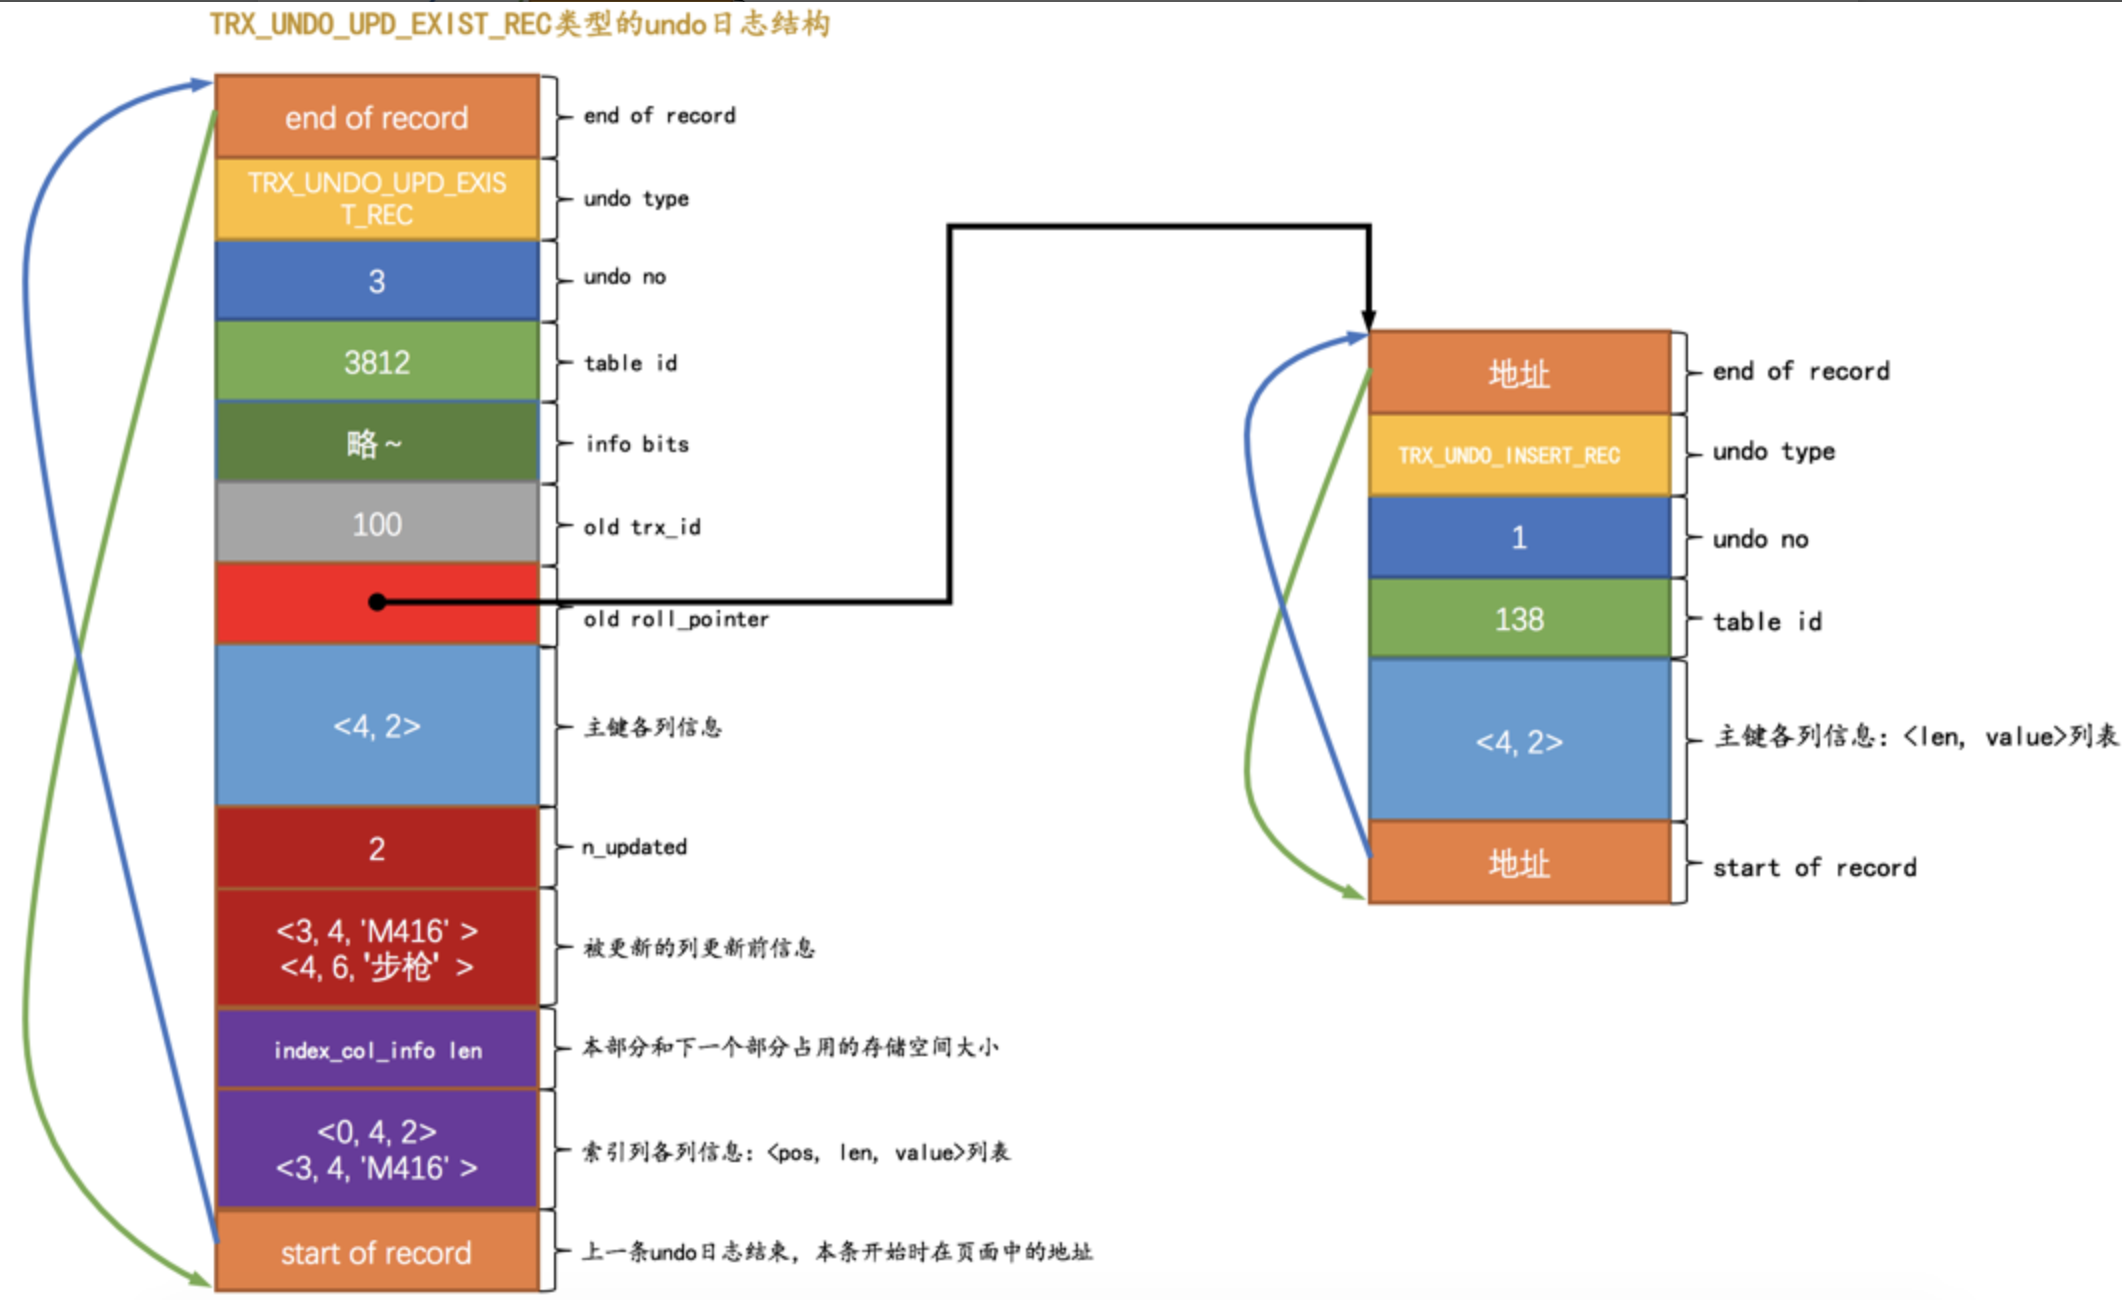 TRX_UNDO_UPD_EXIST_REC类型的undo日志结构
end of record
end of record
TRX_UNDO_UPD_EXIS
T_REC
undo type
3
undo no
3812
table id
略~
info bits
100
old trx_id
old roll_pointer
<4, 2>
主键各列信息
2
n_updated
<3, 4, 'M416' >
<4, 6, '步枪' >
被更新的列更新前信息
index_col_info len
本部分和下一个部分占用的存储空间大小
<0, 4, 2>
<3, 4, 'M416' >
索引列各列信息: <pos, len, value>列表
start of record
上一条undo日志结束, 本条开始时在页面中的地址
地址
end of record
TRX_UNDO_INSERT_REC
undo type
1
undo no
138
table id
<4, 2>
主键各列信息: <len, value>列表
地址
start of record